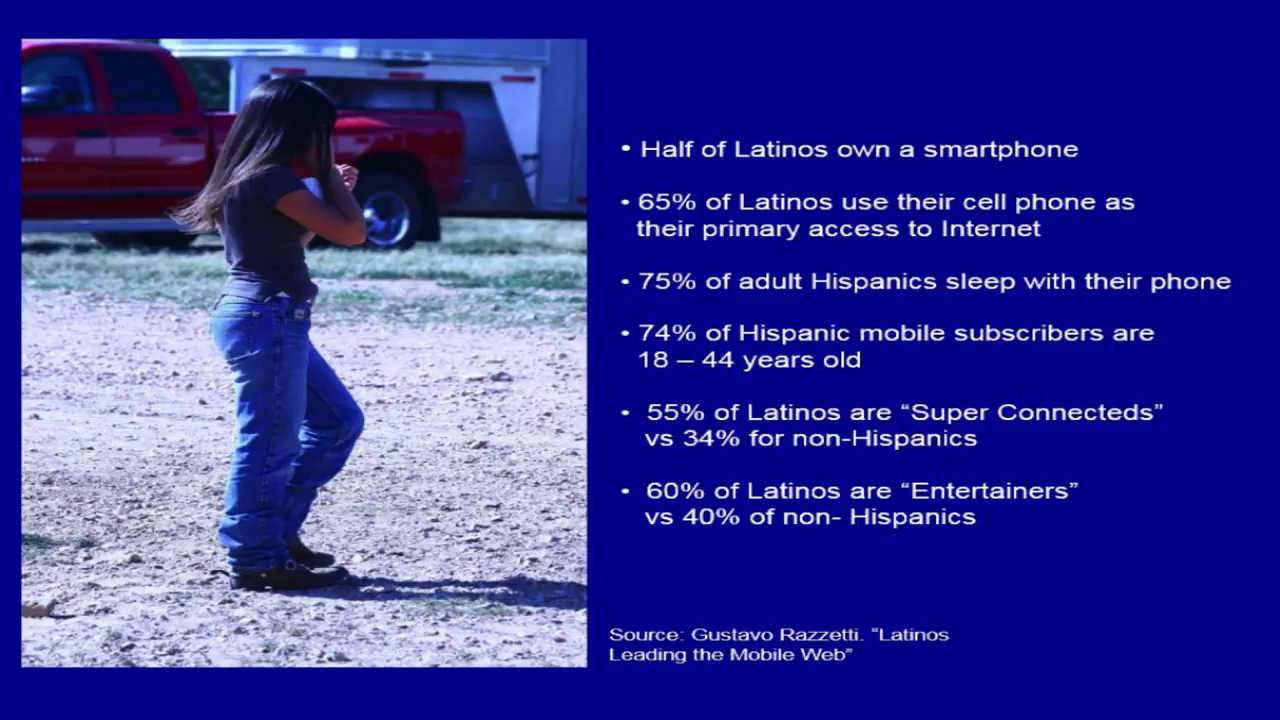 • Half of Latinos own a smartphone
• 65% of Latinos use their cell phone as
their primary access to Internet
• 75% of adult Hispanics sleep with their phone
• 74% of Hispanic mobile subscribers are
18 – 44 years old
• 55% of Latinos are “Super Connecteds”
vs 34% for non-Hispanics
• 60% of Latinos are “Entertainers”
vs 40% of non- Hispanics
Source: Gustavo Razzetti. “Latinos
Leading the Mobile Web”